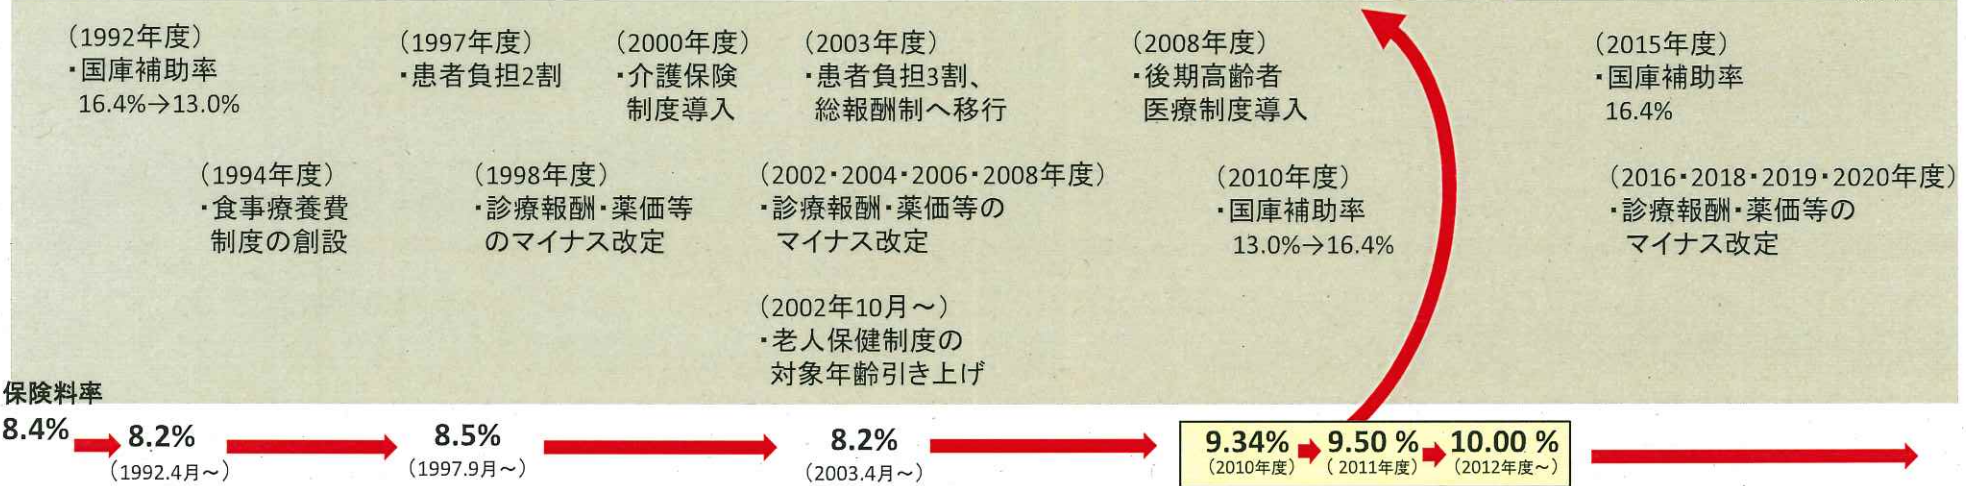 （1992年度）
・国庫補助率
16.4%→13.0%
（1997年度）
・患者負担2割
（2000年度）
・介護保険
制度導入
（2003年度）
・患者負担3割、
総報酬制へ移行
（2008年度）
・後期高齢者
医療制度導入
（2015年度）
・国庫補助率
16.4%
（1994年度）
・食事療養費
制度の創設
（1998年度）
・診療報酬・薬価等
のマイナス改定
（2002・2004・2006・2008年度）
・診療報酬・薬価等の
マイナス改定
（2010年度）
・国庫補助率
13.0%→16.4%
（2016・2018・2019・2020年度）
・診療報酬・薬価等の
マイナス改定
（2002年10月～）
・老人保健制度の
対象年齢引き上げ
保険料率
8.4%
8.2%
（1992.4月～）
8.5%
（1997.9月～）
8.2%
（2003.4月～）
9.34%
（2010年度）
9.50 %
（ 2011年度）
10.00 %
（2012年度～）